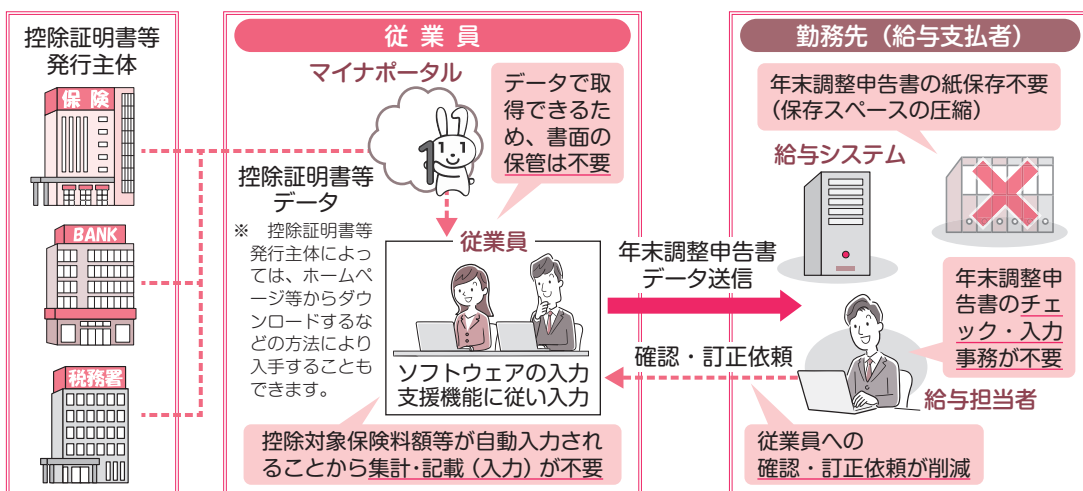 控除証明書等
発行主体
保険
BANK
税務署
従業員
マイナポータル
データで取
得できるた
め、書面の
保管は不要
控除証明書等
データ
※ 控除証明書等
発行主体によっ
ては、ホームペ
ージ等からダウ
ンロードするな
どの方法により
入手することも
できます。
従業員
ソフトウェアの入力
支援機能に従い入力
控除対象保険料額等が自動入力され
ることから集計・記載（入力）が不要
年末調整申告書
データ送信
確認・訂正依頼
勤務先（給与支払者）
年末調整申告書の紙保存不要
（保存スペースの圧縮）
給与システム
年末調整申
告書のチェ
ック・入力
事務が不要
給与担当者
従業員への
確認・訂正依頼が削減